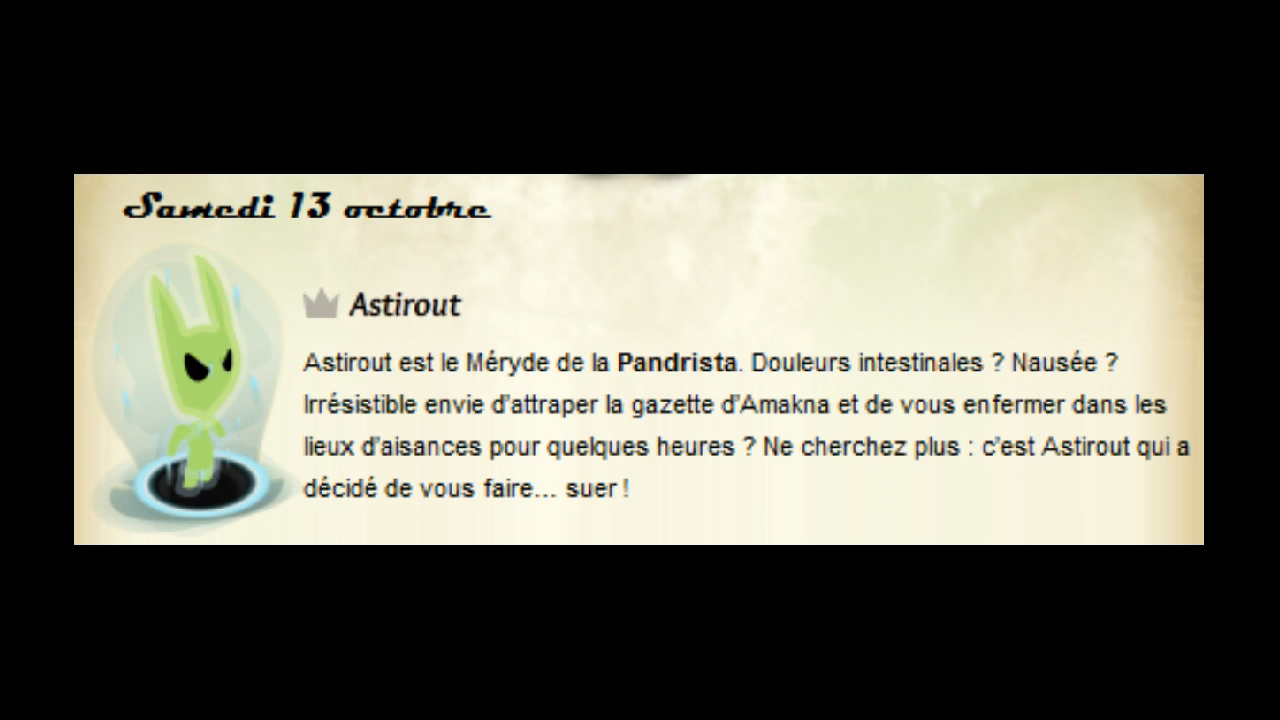 Samedi 13 octobre
Astirout
Astirout est le Méryde de la Pandrista. Douleurs intestinales ? Nausée ?
Irrésistible envie d'attraper la gazette d'Amakna et de vous enfermer dans les
lieux d'aisances pour quelques heures ? Ne cherchez plus : c'est Astirout qui a
décidé de vous faire... suer !